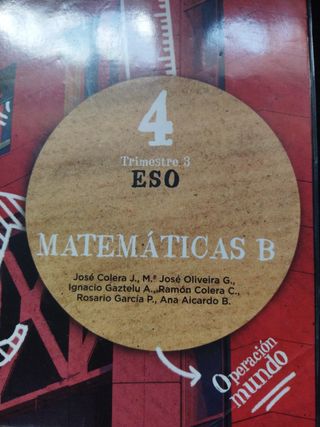 4
Trimestre 3
ESO
MATEMÁTICAS B
José Colera J., M.ª José Oliveira G.,
Ignacio Gaztelu A., Ramón Colera C.,
Rosario García P., Ana Aicardo B.
Operación
mundo